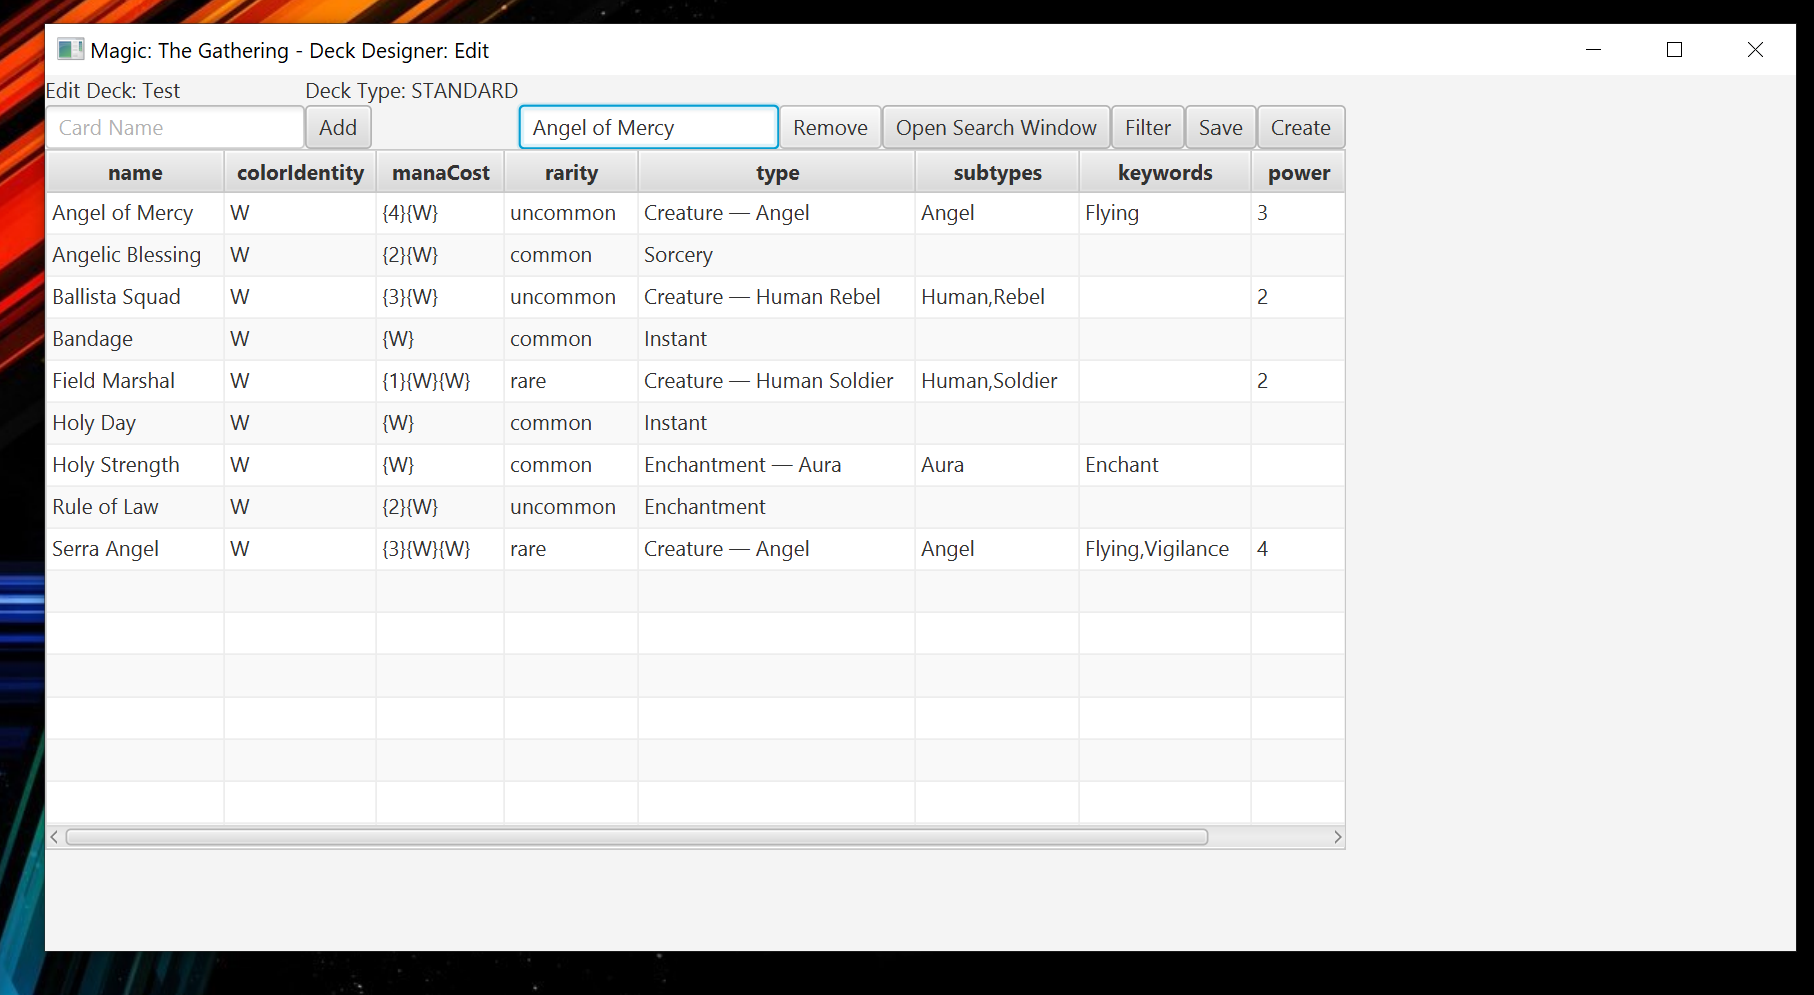 Magic: The Gathering - Deck Designer: Edit
Edit Deck: Test Deck Type: STANDARD
Card Name Add Angel of Mercy Remove Open Search Window Filter Save Create
name colorIdentity manaCost rarity type subtypes keywords power
Angel of Mercy W {4}{W} uncommon Creature — Angel Angel Flying 3
Angelic Blessing W {2}{W} common Sorcery
Ballista Squad W {3}{W} uncommon Creature — Human Rebel Human,Rebel 2
Bandage W {W} common Instant
Field Marshal W {1}{W}{W} rare Creature — Human Soldier Human,Soldier 2
Holy Day W {W} common Instant
Holy Strength W {W} common Enchantment — Aura Aura Enchant
Rule of Law W {2}{W} uncommon Enchantment
Serra Angel W {3}{W}{W} rare Creature — Angel Angel Flying,Vigilance 4